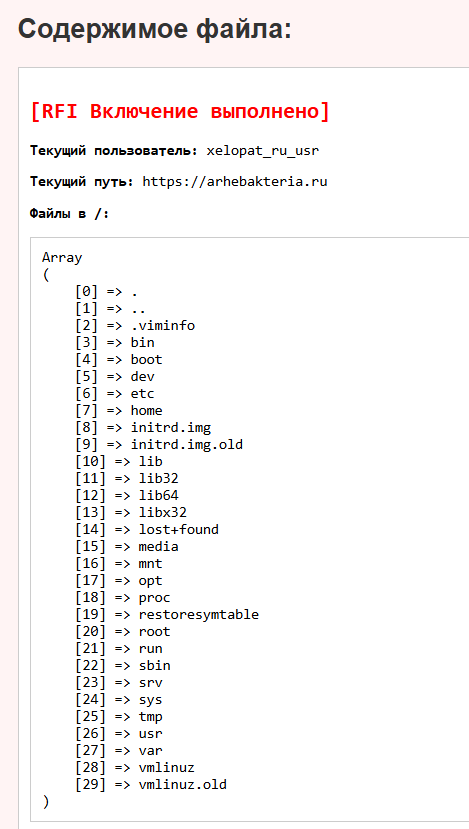 Содержимое файла:
[RFI Включение выполнено]
Текущий пользователь: xelopat_ru_usr
Текущий путь: https://arhebakteria.ru
Файлы в /:
Array
(
[0] => .
[1] => ..
[2] => .viminfo
[3] => bin
[4] => boot
[5] => dev
[6] => etc
[7] => home
[8] => initrd.img
[9] => initrd.img.old
[10] => lib
[11] => lib32
[12] => lib64
[13] => libx32
[14] => lost+found
[15] => media
[16] => mnt
[17] => opt
[18] => proc
[19] => restoresymtable
[20] => root
[21] => run
[22] => sbin
[23] => srv
[24] => sys
[25] => tmp
[26] => usr
[27] => var
[28] => vmlinuz
[29] => vmlinuz.old
)